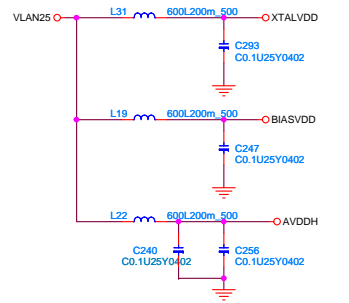 L31 600L200m_500
VLAN25 XTALVDD
C293
C0.1U25Y0402
L19 600L200m_500
BIASVDD
C247
C0.1U25Y0402
L22 600L200m_500
AVDDH
C240 C256
C0.1U25Y0402 C0.1U25Y0402